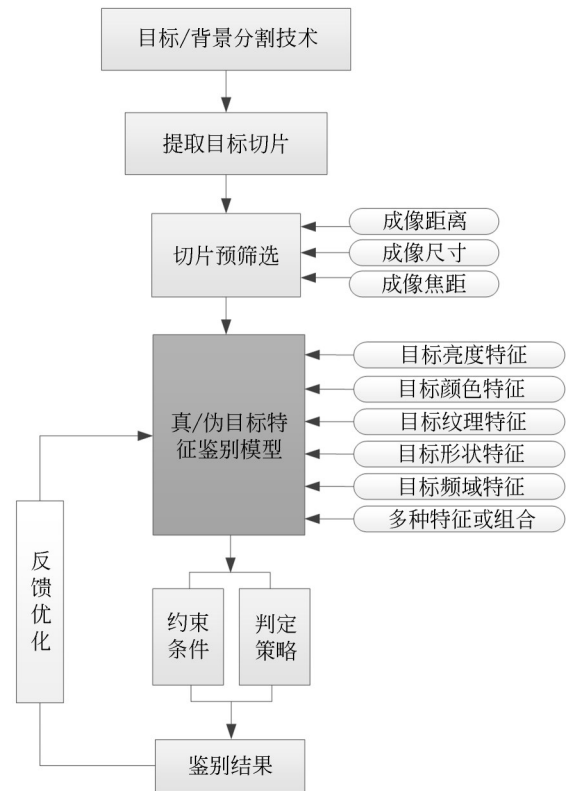 目标/背景分割技术
提取目标切片
切片预筛选
成像距离
成像尺寸
成像焦距
真/伪目标特
征鉴别模型
目标亮度特征
目标颜色特征
目标纹理特征
目标形状特征
目标频域特征
多种特征或组合
反
馈
优
化
约束
条件
判定
策略
鉴别结果